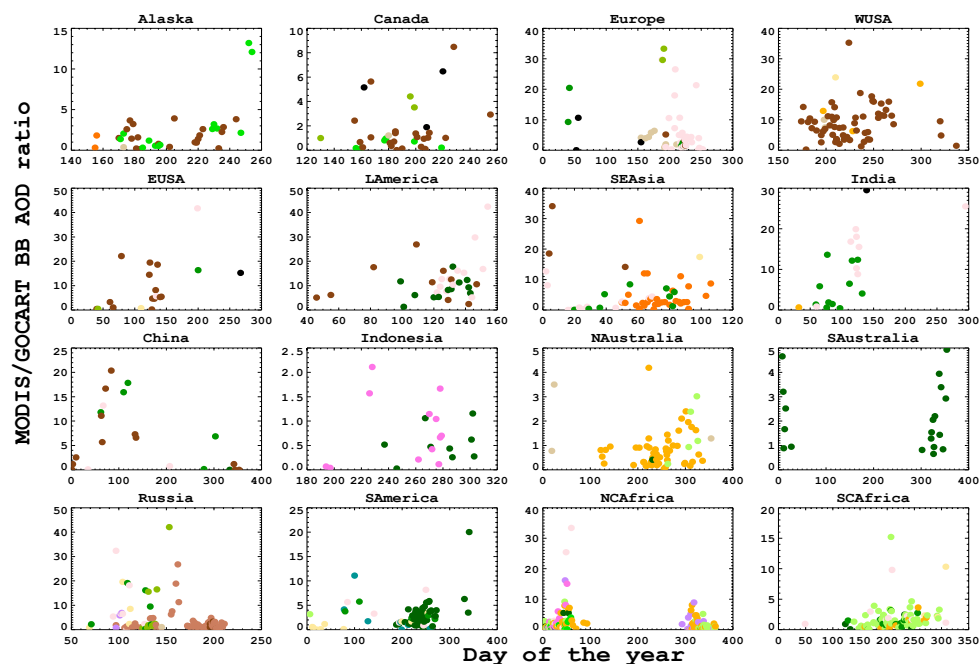 Alaska Canada Europe WUSA
15 10 40 40
8 30 30
10 6 20 20
5 4
2 10 10
0 0 0 0
140 160 180 200 220 240 260 120 140 160 180 200 220 240 260 0 50 100 150 200 250 300 150 200 250 300 350
EUSA LAmerica SEAsia India
50 50 40 30
40 40 30
30 30 20 20
20 20 10
10 10 10
0 0 0 0
0 50 100 150 200 250 300 40 60 80 100 120 140 160 0 20 40 60 80 100 120 0 50 100 150 200 250 300
MODIS/GOCART BB AOD ratio
China Indonesia NAustralia SAustralia
25 2.5 5 5
20 2.0 4 4
15 1.5 3 3
10 1.0 2 2
5 0.5 1 1
0 0.0 0 0
0 100 200 300 400 180 200 220 240 260 280 300 320 0 100 200 300 400 0 100 200 300 400
Russia SAmerica NCAfrica SCAfrica
50 25 40 20
40 20 30 15
30 15 20 10
20 10
10 5 10 5
0 0 0 0
50 100 150 200 250 0 100 200 300 400 0 100 200 300 400 0 100 200 300 400
Day of the year